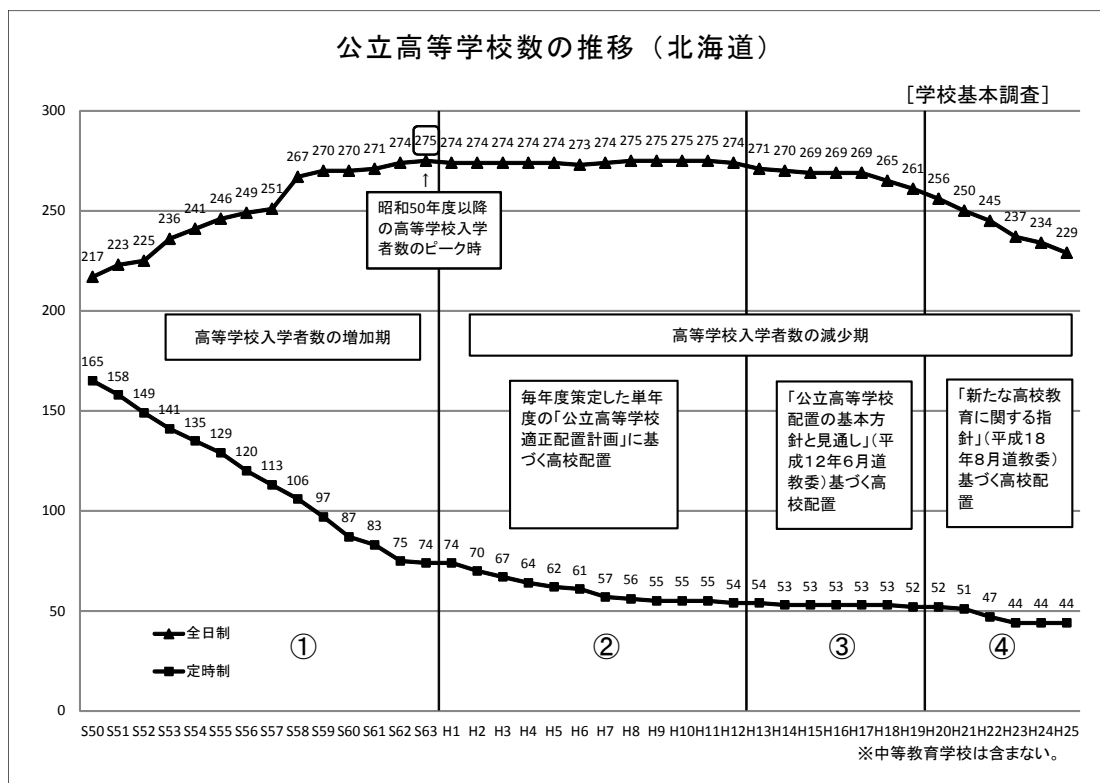 公立高等学校数の推移（北海道）
［学校基本調査］
300
250
200
150
100
50
0
217 223 225 236 241 246 249 251 267 270 270 271 274 275 274 274 274 274 274 273 274 275 275 275 275 274 271 270 269 269 269 265 261 256 250 245 237 234 229
↑
昭和50年度以降
の高等学校入学
者数のピーク時
高等学校入学者数の増加期
高等学校入学者数の減少期
165 158 149 141 135 129 120 113 106 97 87 83 75 74 74 70 67 64 62 61 57 56 55 55 55 54 54 53 53 53 53 52 52 51 47 44 44 44
毎年度策定した単年
度の「公立高等学校
適正配置計画」に基
づく高校配置
「公立高等学校
配置の基本方
針と見通し」（平
成12年6月道
教委）基づく高
校配置
「新たな高校教
育に関する指
針」（平成18
年8月道教委）
基づく高校配
置
全日制
定時制
① ② ③ ④
S50 S51 S52 S53 S54 S55 S56 S57 S58 S59 S60 S61 S62 S63 H1 H2 H3 H4 H5 H6 H7 H8 H9 H10 H11 H12 H13 H14 H15 H16 H17 H18 H19 H20 H21 H22 H23 H24 H25
※中等教育学校は含まない。